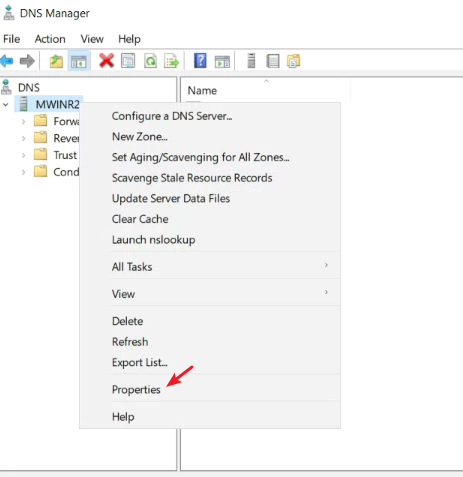 DNS Manager
File Action View Help
DNS
Name
MWINR2
Forwa
Rever
Trust
Cond
Configure a DNS Server...
New Zone...
Set Aging/Scavenging for All Zones...
Scavenge Stale Resource Records
Update Server Data Files
Clear Cache
Launch nslookup
All Tasks
View
Delete
Refresh
Export List...
Properties
Help